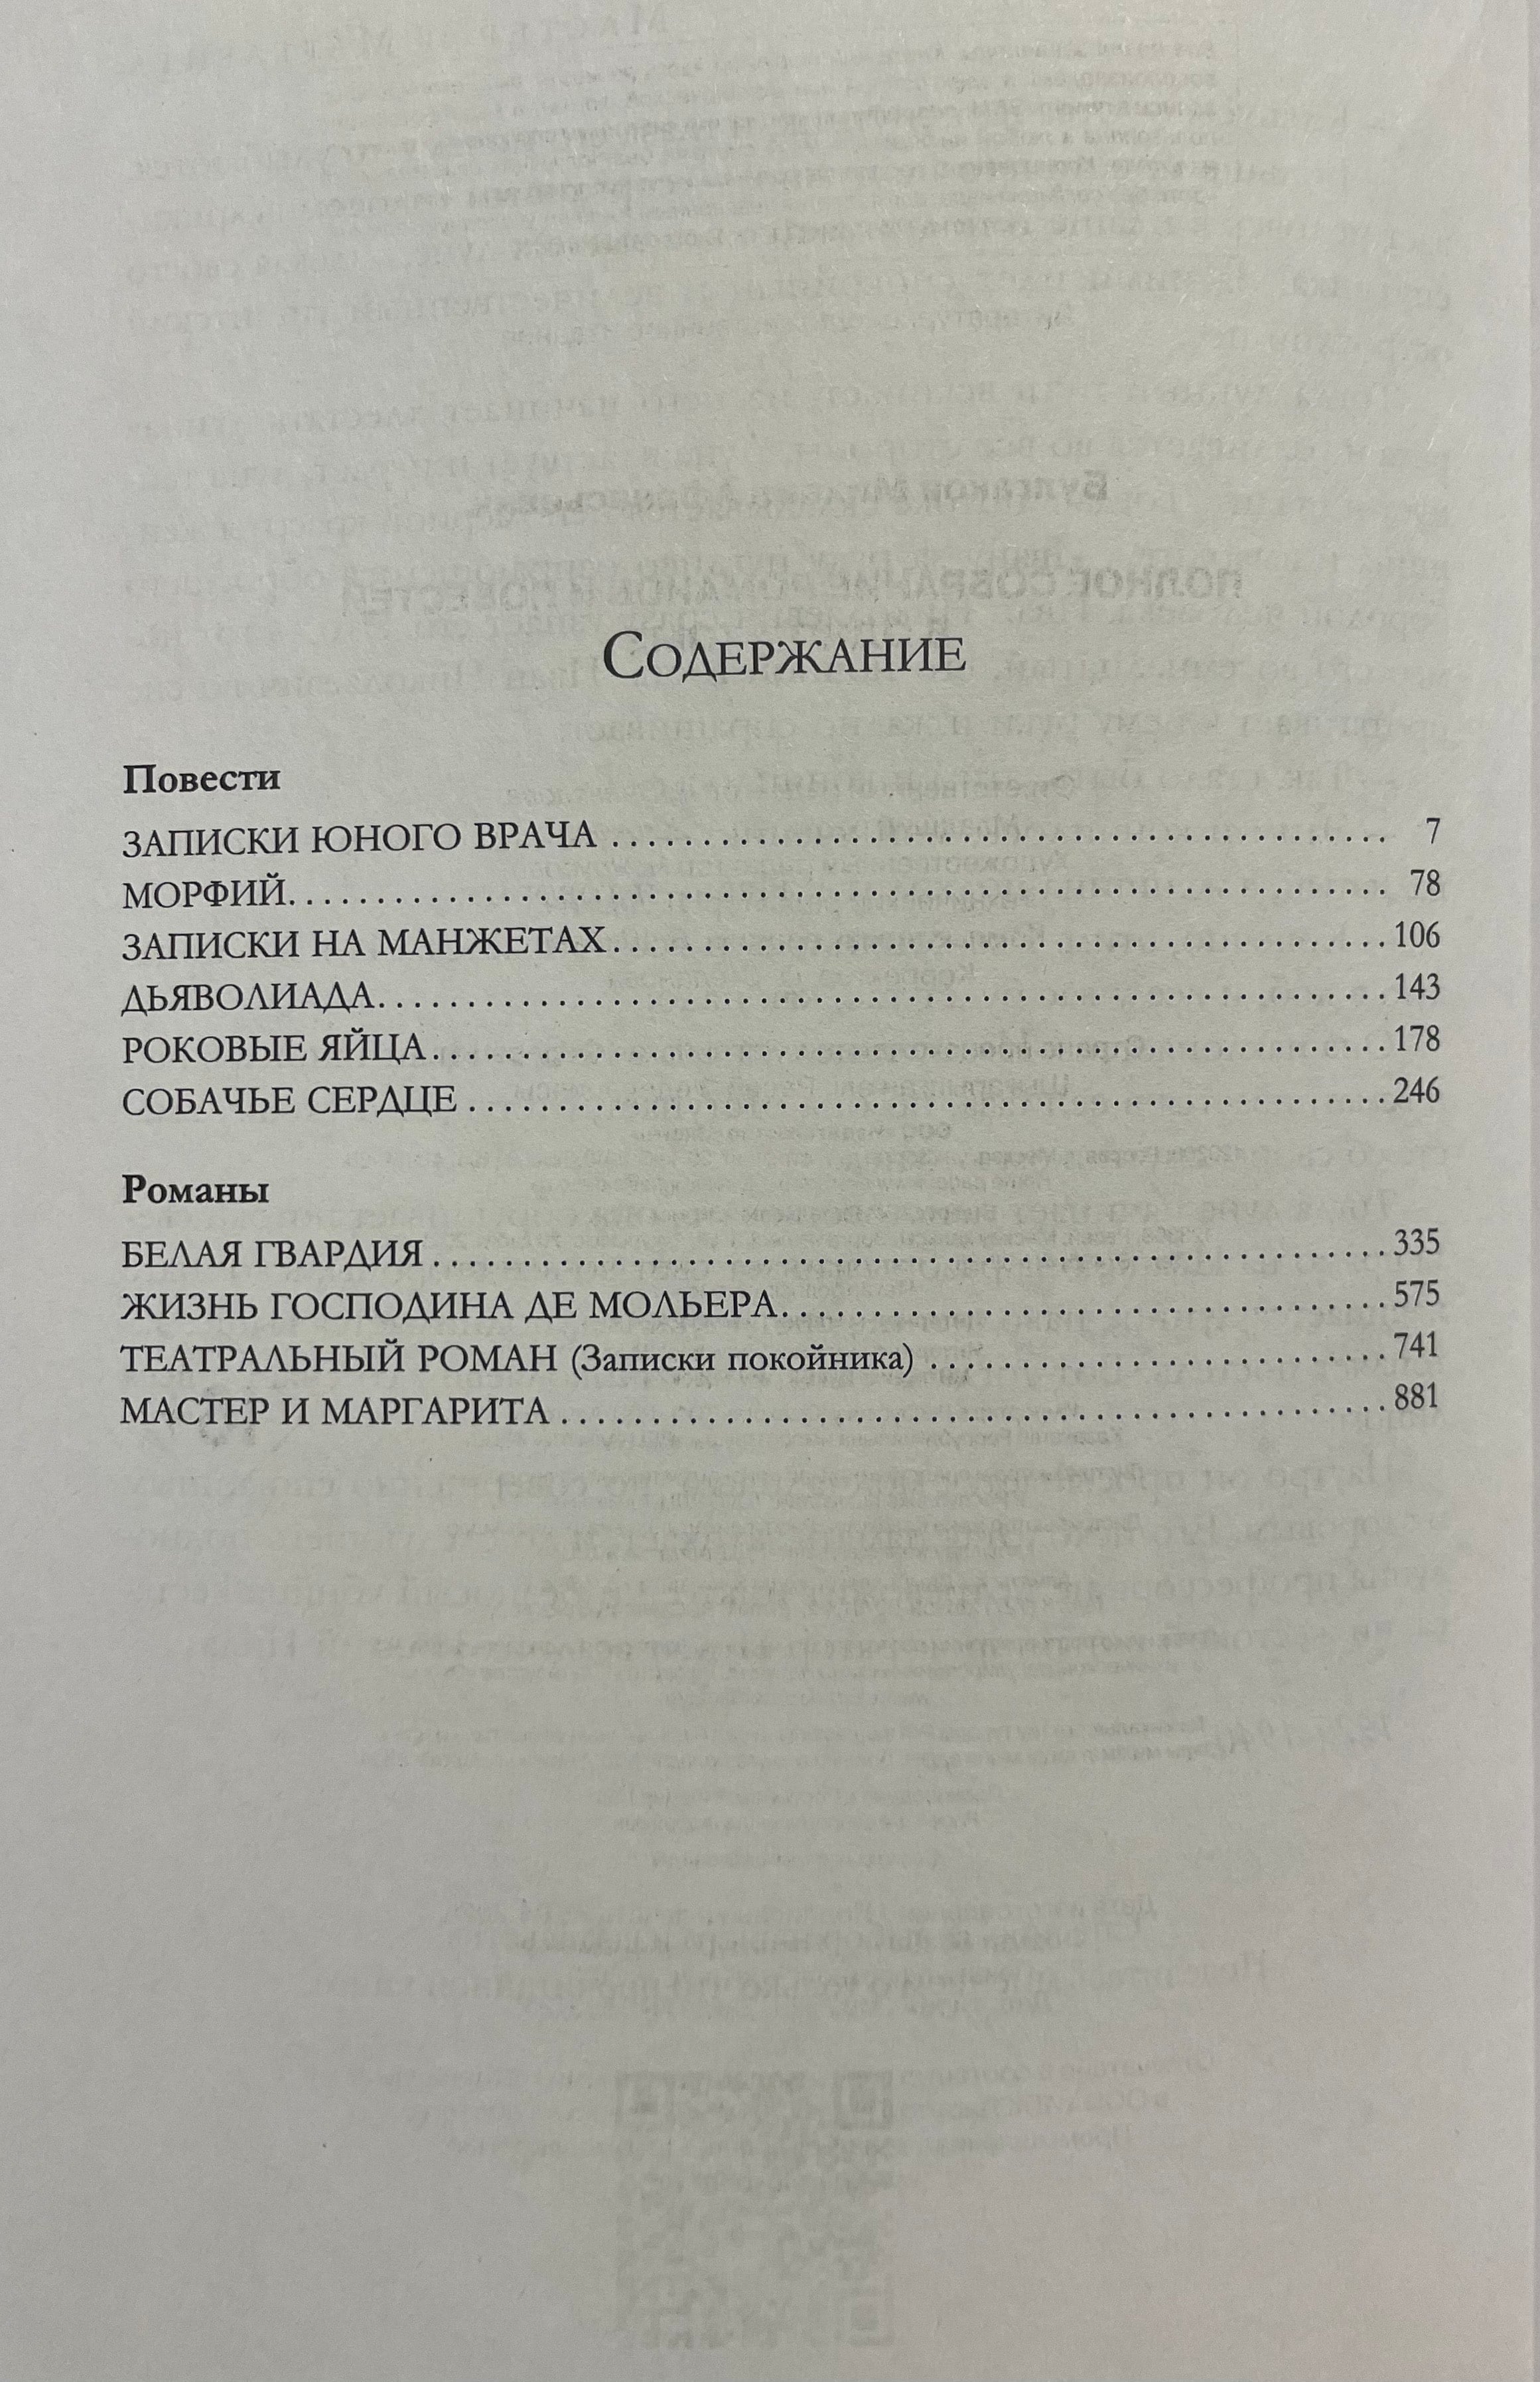 Содержание
Повести
ЗАПИСКИ ЮНОГО ВРАЧА . . . . . . . . . . . . . . . . . . . . . . . . . . . . . . 7
МОРФИЙ. . . . . . . . . . . . . . . . . . . . . . . . . . . . . . 78
ЗАПИСКИ НА МАНЖЕТАХ. . . . . . . . . . . . . . . . . . . . . . . . . . . . . . 106
ДЬЯВОЛИАДА. . . . . . . . . . . . . . . . . . . . . . . . . . . . . . 143
РОКОВЫЕ ЯЙЦА. . . . . . . . . . . . . . . . . . . . . . . . . . . . . . 178
СОБАЧЬЕ СЕРДЦЕ . . . . . . . . . . . . . . . . . . . . . . . . . . . . . . 246
Романы
БЕЛАЯ ГВАРДИЯ . . . . . . . . . . . . . . . . . . . . . . . . . . . . . . 335
ЖИЗНЬ ГОСПОДИНА ДЕ МОЛЬЕРА. . . . . . . . . . . . . . . . . . . . . . . . . . . . . . 575
ТЕАТРАЛЬНЫЙ РОМАН (Записки покойника) . . . . . . . . . . . . . . . . . . . . . . . . . . . . . . 741
МАСТЕР И МАРГАРИТА . . . . . . . . . . . . . . . . . . . . . . . . . . . . . . 881